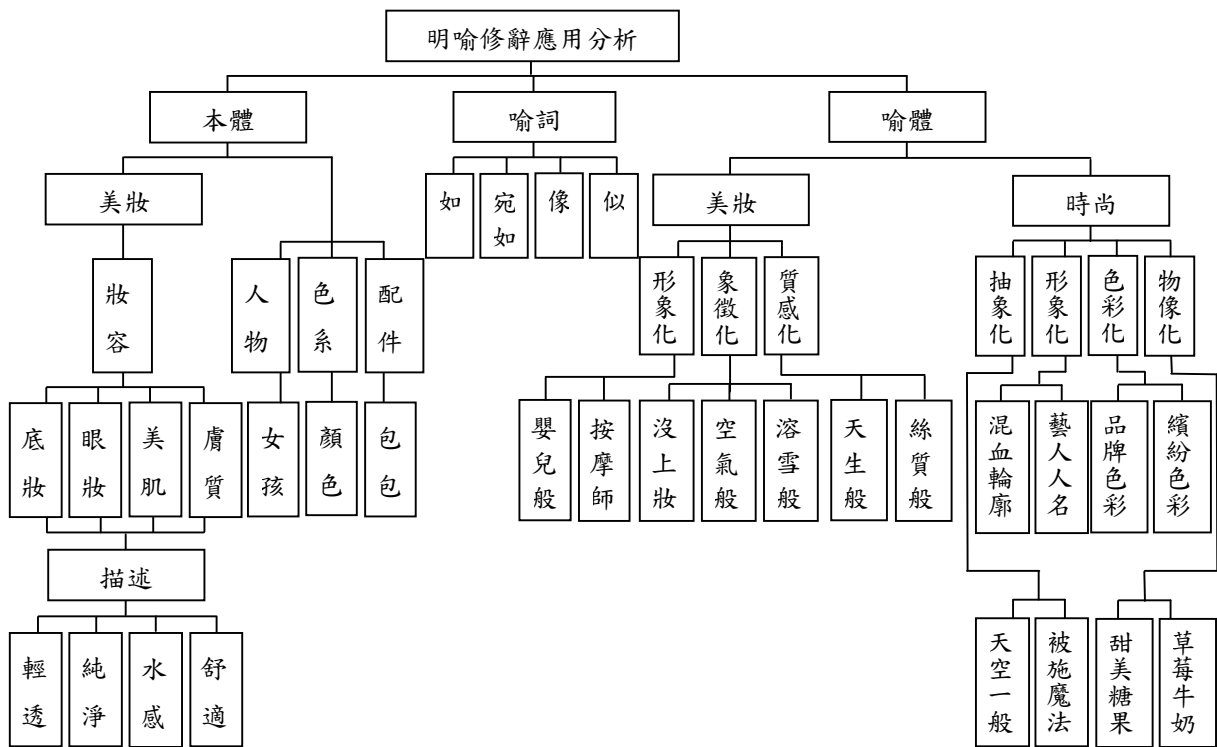 明喻修辭應用分析
本體
喻詞
喻體
美妝
如
宛如
像
似
美妝
時尚
妝容
人物
色系
配件
形象化
象徵化
質感化
抽象化
形象化
色彩化
物像化
底妝
眼妝
美肌
膚質
女孩
顏色
包包
嬰兒般
按摩師
沒上妝
空氣般
溶雪般
天生般
絲質般
混血輪廓
藝人人名
品牌色彩
繽紛色彩
描述
輕透
純淨
水感
舒適
天空一般
被施魔法
甜美糖果
草莓牛奶